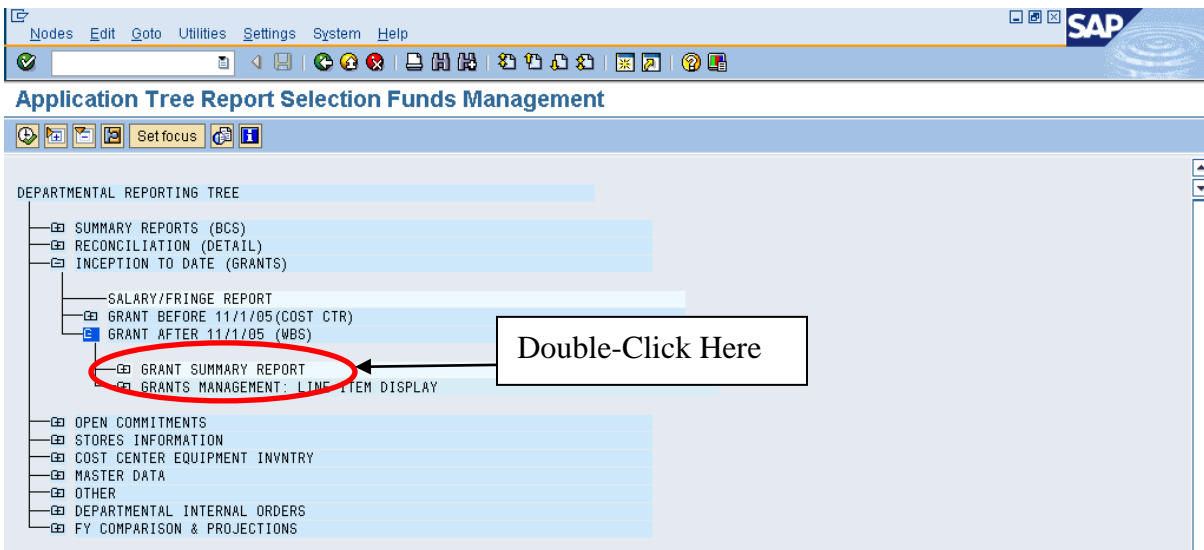 SAP
Nodes Edit Goto Utilities Settings System Help
Application Tree Report Selection Funds Management
Set focus
DEPARTMENTAL REPORTING TREE
SUMMARY REPORTS (BCS)
RECONCILIATION (DETAIL)
INCEPTION TO DATE (GRANTS)
SALARY/FRINGE REPORT
GRANT BEFORE 11/1/05(COST CTR)
GRANT AFTER 11/1/05 (WBS)
Double-Click Here
GRANT SUMMARY REPORT
GRANTS MANAGEMENT: LINE ITEM DISPLAY
OPEN COMMITMENTS
STORES INFORMATION
COST CENTER EQUIPMENT INVNTRY
MASTER DATA
OTHER
DEPARTMENTAL INTERNAL ORDERS
FY COMPARISON & PROJECTIONS